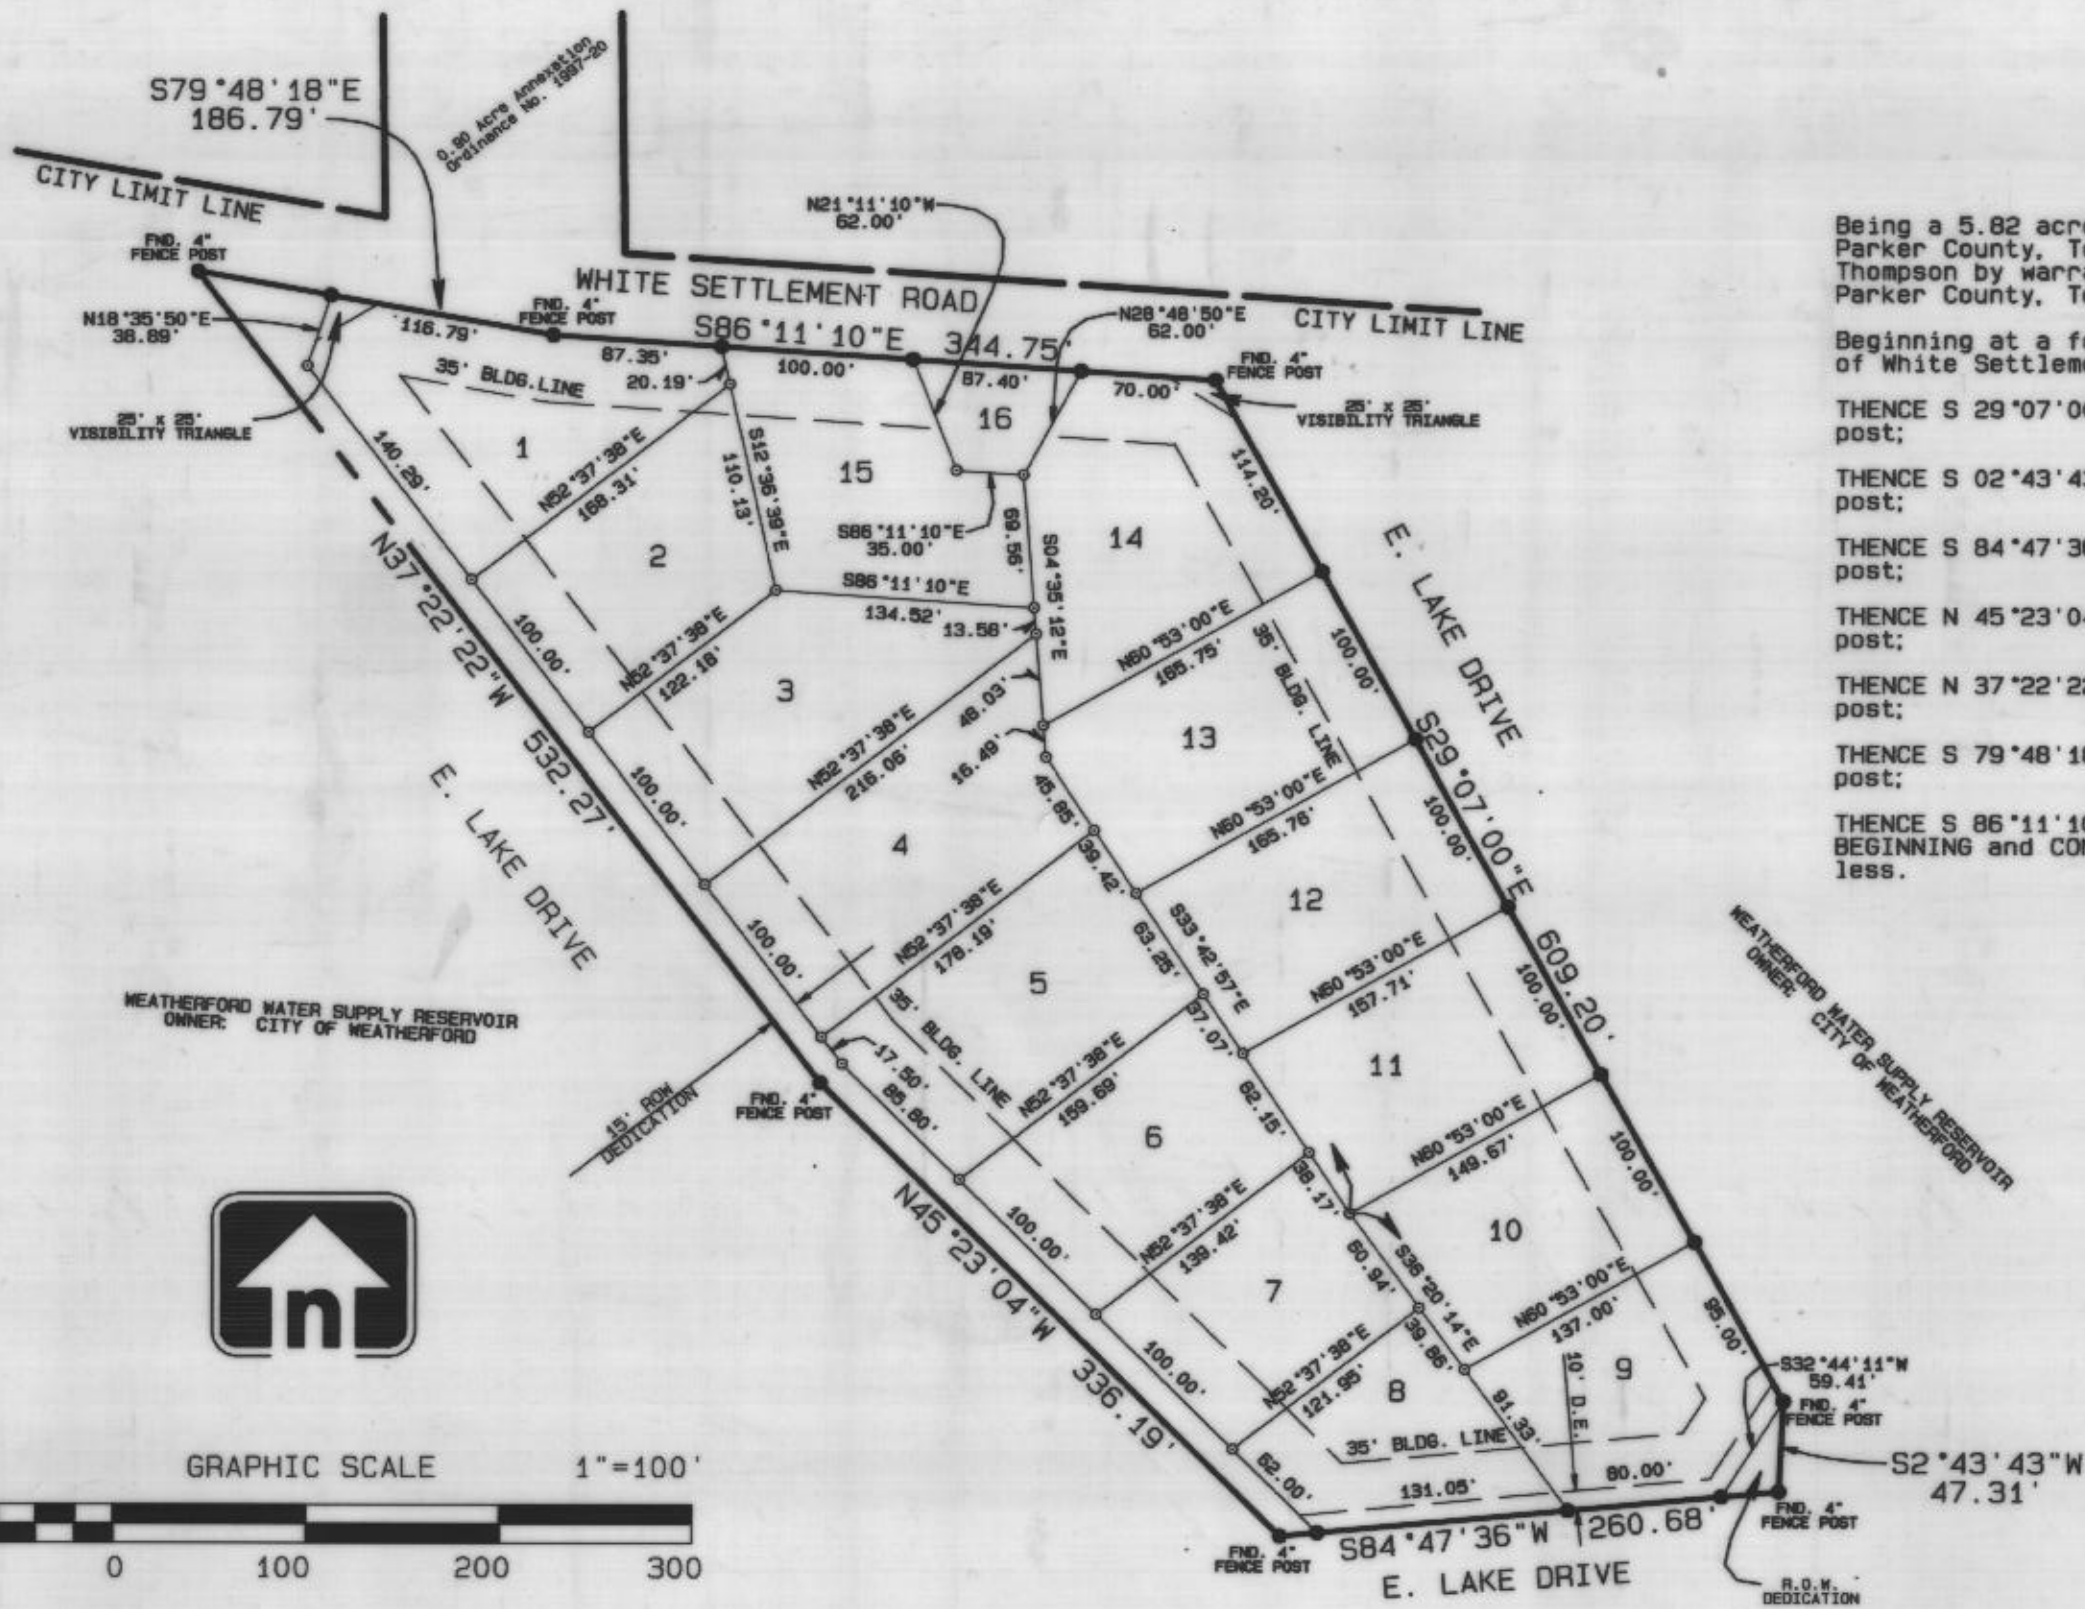 S79°48'18"E
186.79'
0.90 Acre Annexation
Ordinance No. 1997-20
CITY LIMIT LINE
FND. 4"
FENCE POST
N18°35'50"E
38.89'
25' x 25'
VISIBILITY TRIANGLE
116.79'
FND. 4"
FENCE POST
WHITE SETTLEMENT ROAD
N21°11'10"W
62.00'
N28°48'50"E
62.00'
CITY LIMIT LINE
S86°11'10"E 344.75'
87.35'
20.19'
100.00'
87.40'
70.00'
FND. 4"
FENCE POST
25' x 25'
VISIBILITY TRIANGLE
35' BLDG.LINE
1
140.29'
N52°37'38"E
168.31'
S12°36'39"E
110.13'
15
16
S86°11'10"E
35.00'
69.56'
S04°35'12"E
14
114.20'
2
100.00'
N52°37'38"E
122.18'
S86°11'10"E
134.52'
13.58'
E. LAKE DRIVE
N37°22'22"W 532.27'
E. LAKE DRIVE
3
100.00'
N52°37'38"E
216.06'
48.03'
16.49'
N60°53'00"E
165.75'
35' BLDG. LINE
100.00'
13
45.85'
S29°07'00"E 609.20'
4
100.00'
N52°37'38"E
178.19'
39.42'
N60°53'00"E
165.76'
100.00'
12
S33°42'57"E
63.25'
5
17.50'
85.80'
35' BLDG. LINE
N52°37'38"E
159.69'
37.07'
N60°53'00"E
157.71'
100.00'
11
62.15'
WEATHERFORD WATER SUPPLY RESERVOIR
OWNER: CITY OF WEATHERFORD
WEATHERFORD WATER SUPPLY RESERVOIR
OWNER: CITY OF WEATHERFORD
15' ROW
DEDICATION
FND. 4"
FENCE POST
6
100.00'
N52°37'38"E
139.42'
38.17'
N60°53'00"E
149.67'
100.00'
10
60.94'
S36°20'14"E
N45°23'04"W 336.19'
7
100.00'
N52°37'38"E
121.95'
39.86'
N60°53'00"E
137.00'
95.00'
8
9
91.33'
10' D.E.
35' BLDG. LINE
62.00'
131.05'
80.00'
S32°44'11"W
59.41'
FND. 4"
FENCE POST
S2°43'43"W
47.31'
FND. 4"
FENCE POST
FND. 4"
FENCE POST
S84°47'36"W 260.68'
E. LAKE DRIVE
R.O.W.
DEDICATION
n
GRAPHIC SCALE 1"=100'
0 100 200 300
Being a 5.82 acre
Parker County, Te
Thompson by warra
Parker County, Te
Beginning at a fo
of White Settleme
THENCE S 29°07'00
post;
THENCE S 02°43'43
post;
THENCE S 84°47'36
post;
THENCE N 45°23'04
post;
THENCE N 37°22'22
post;
THENCE S 79°48'18
post;
THENCE S 86°11'10
BEGINNING and CON
less.